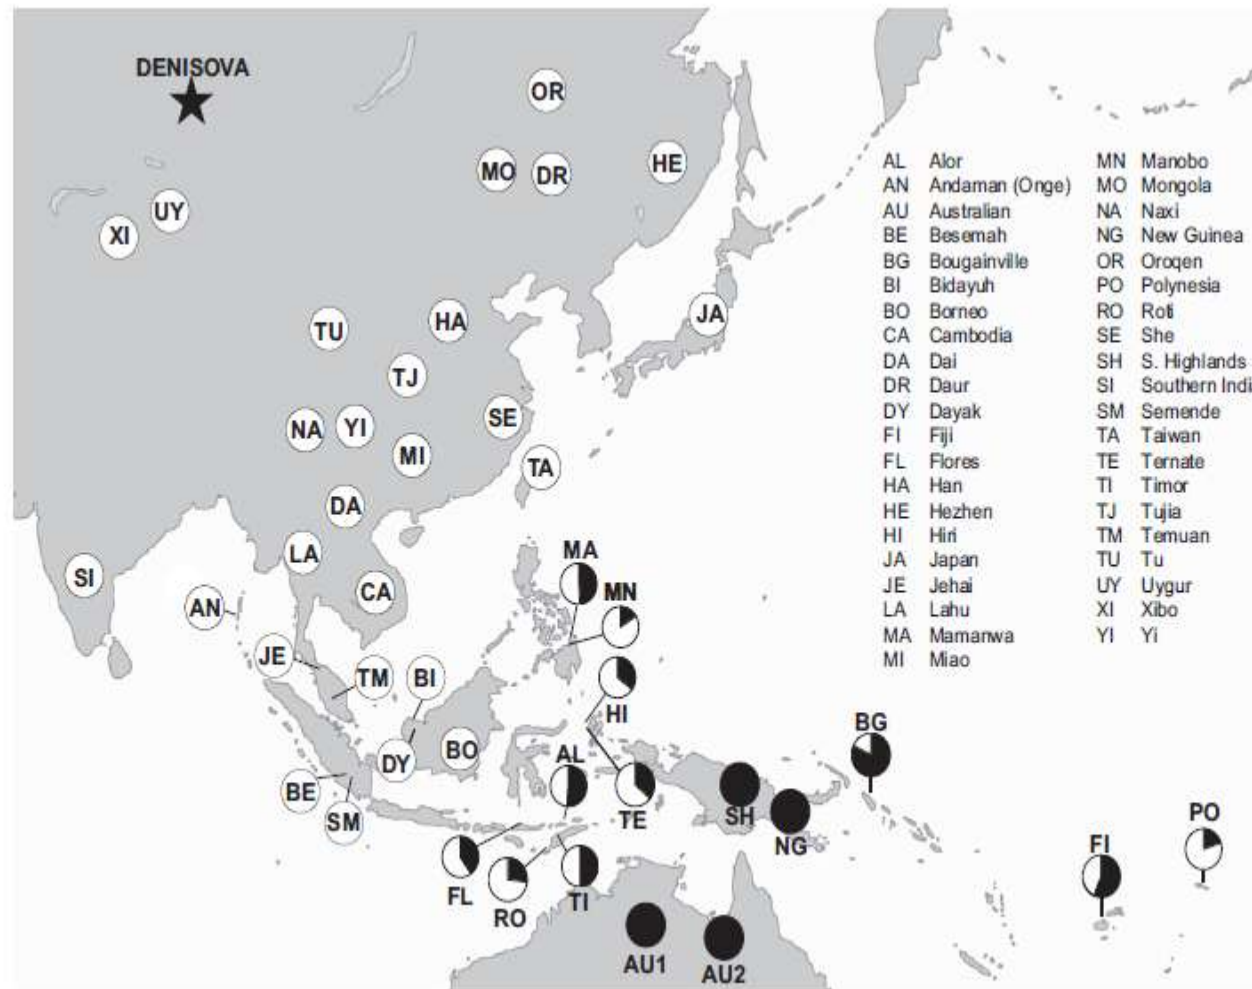 DENISOVA
OR
MO
DR
HE
UY
XI
TU
HA
JA
TJ
NA
YI
SE
MI
TA
DA
LA
SI
CA
AN
MA
MN
JE
TM
BI
HI
BG
DY
BO
AL
BE
SM
TE
SH
NG
PO
FI
FL
RO
TI
AU1
AU2
AL Alor
AN Andaman (Onge)
AU Australian
BE Besemah
BG Bougainville
BI Bidayuh
BO Borneo
CA Cambodia
DA Dai
DR Daur
DY Dayak
FI Fiji
FL Flores
HA Han
HE Hezhen
HI Hiri
JA Japan
JE Jehai
LA Lahu
MA Mamanwa
MI Miao
MN Manobo
MO Mongola
NA Naxi
NG New Guinea
OR Oroqen
PO Polynesia
RO Roti
SE She
SH S. Highlands
SI Southern Indi
SM Semende
TA Taiwan
TE Ternate
TI Timor
TJ Tujia
TM Temuan
TU Tu
UY Uygur
XI Xibo
YI Yi